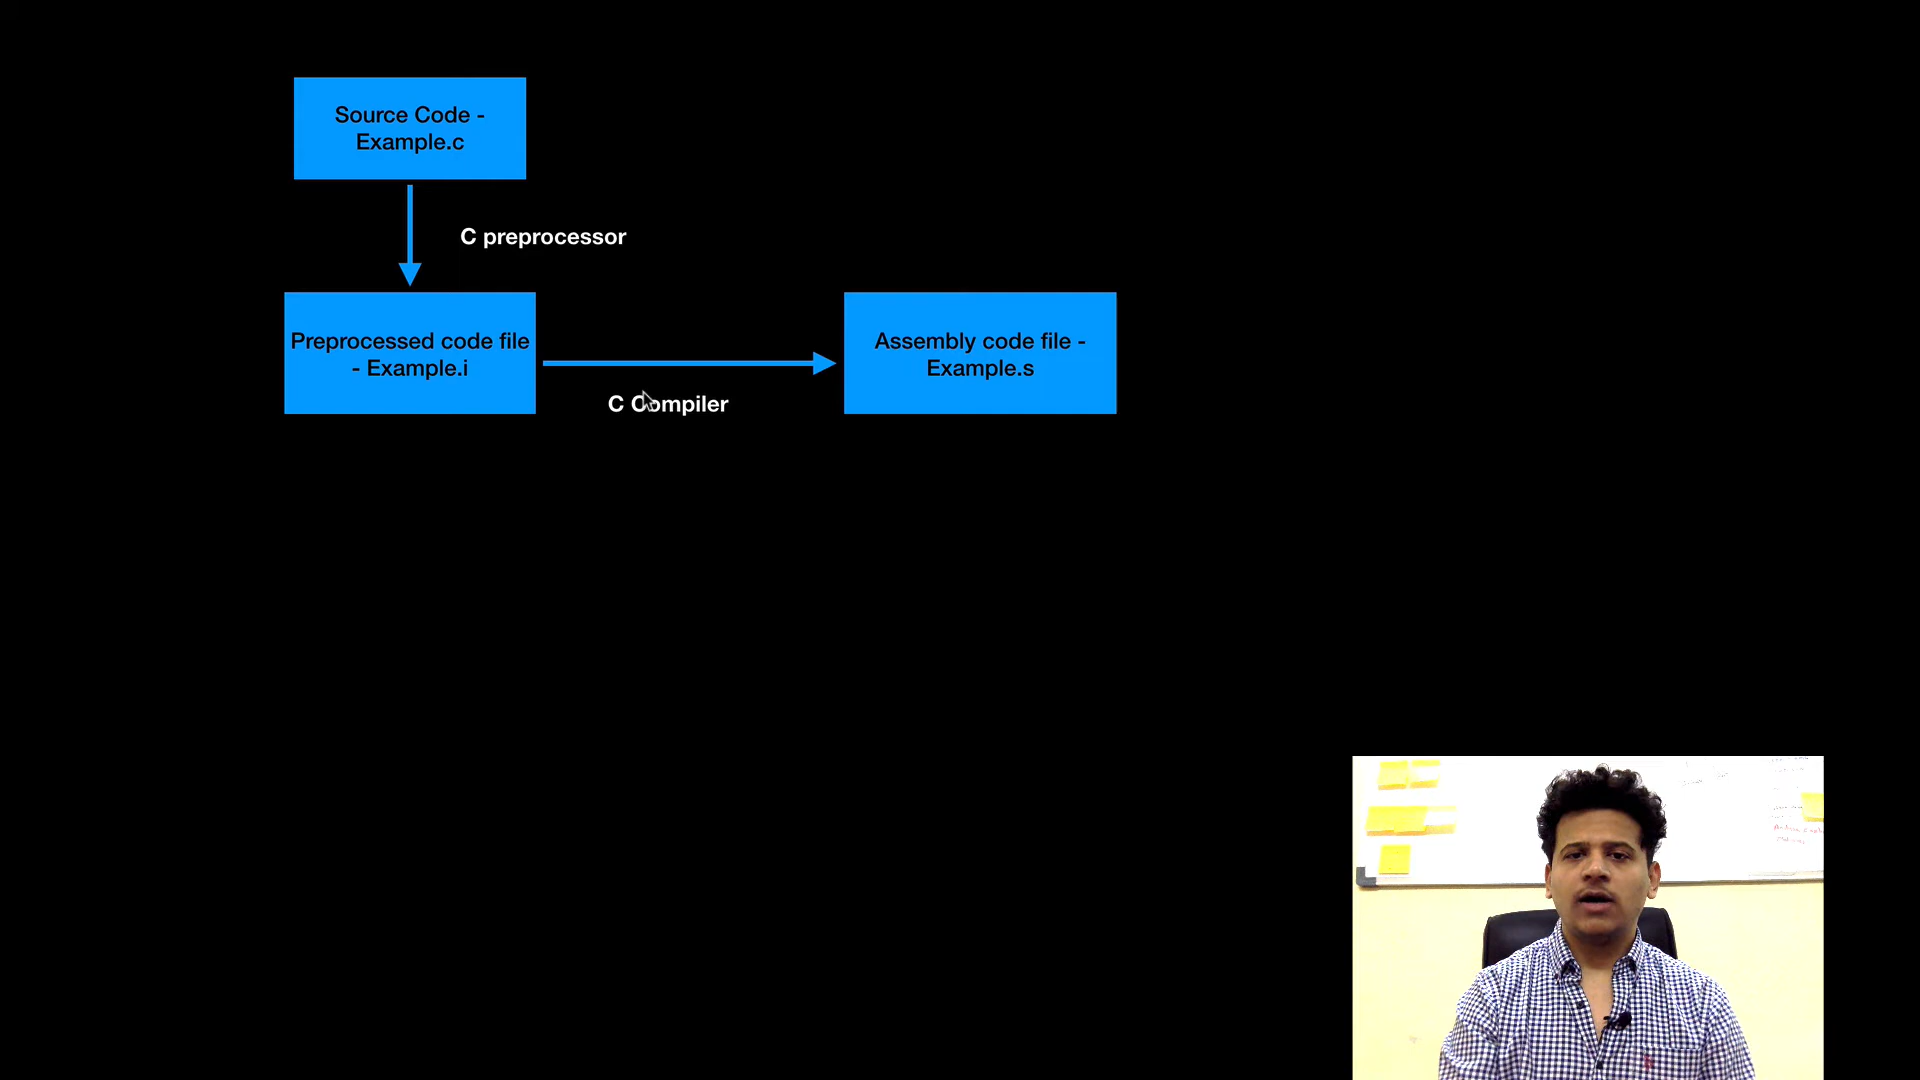 Source Code -
Example.c
C preprocessor
Preprocessed code file
- Example.i
C Compiler
Assembly code file -
Example.s